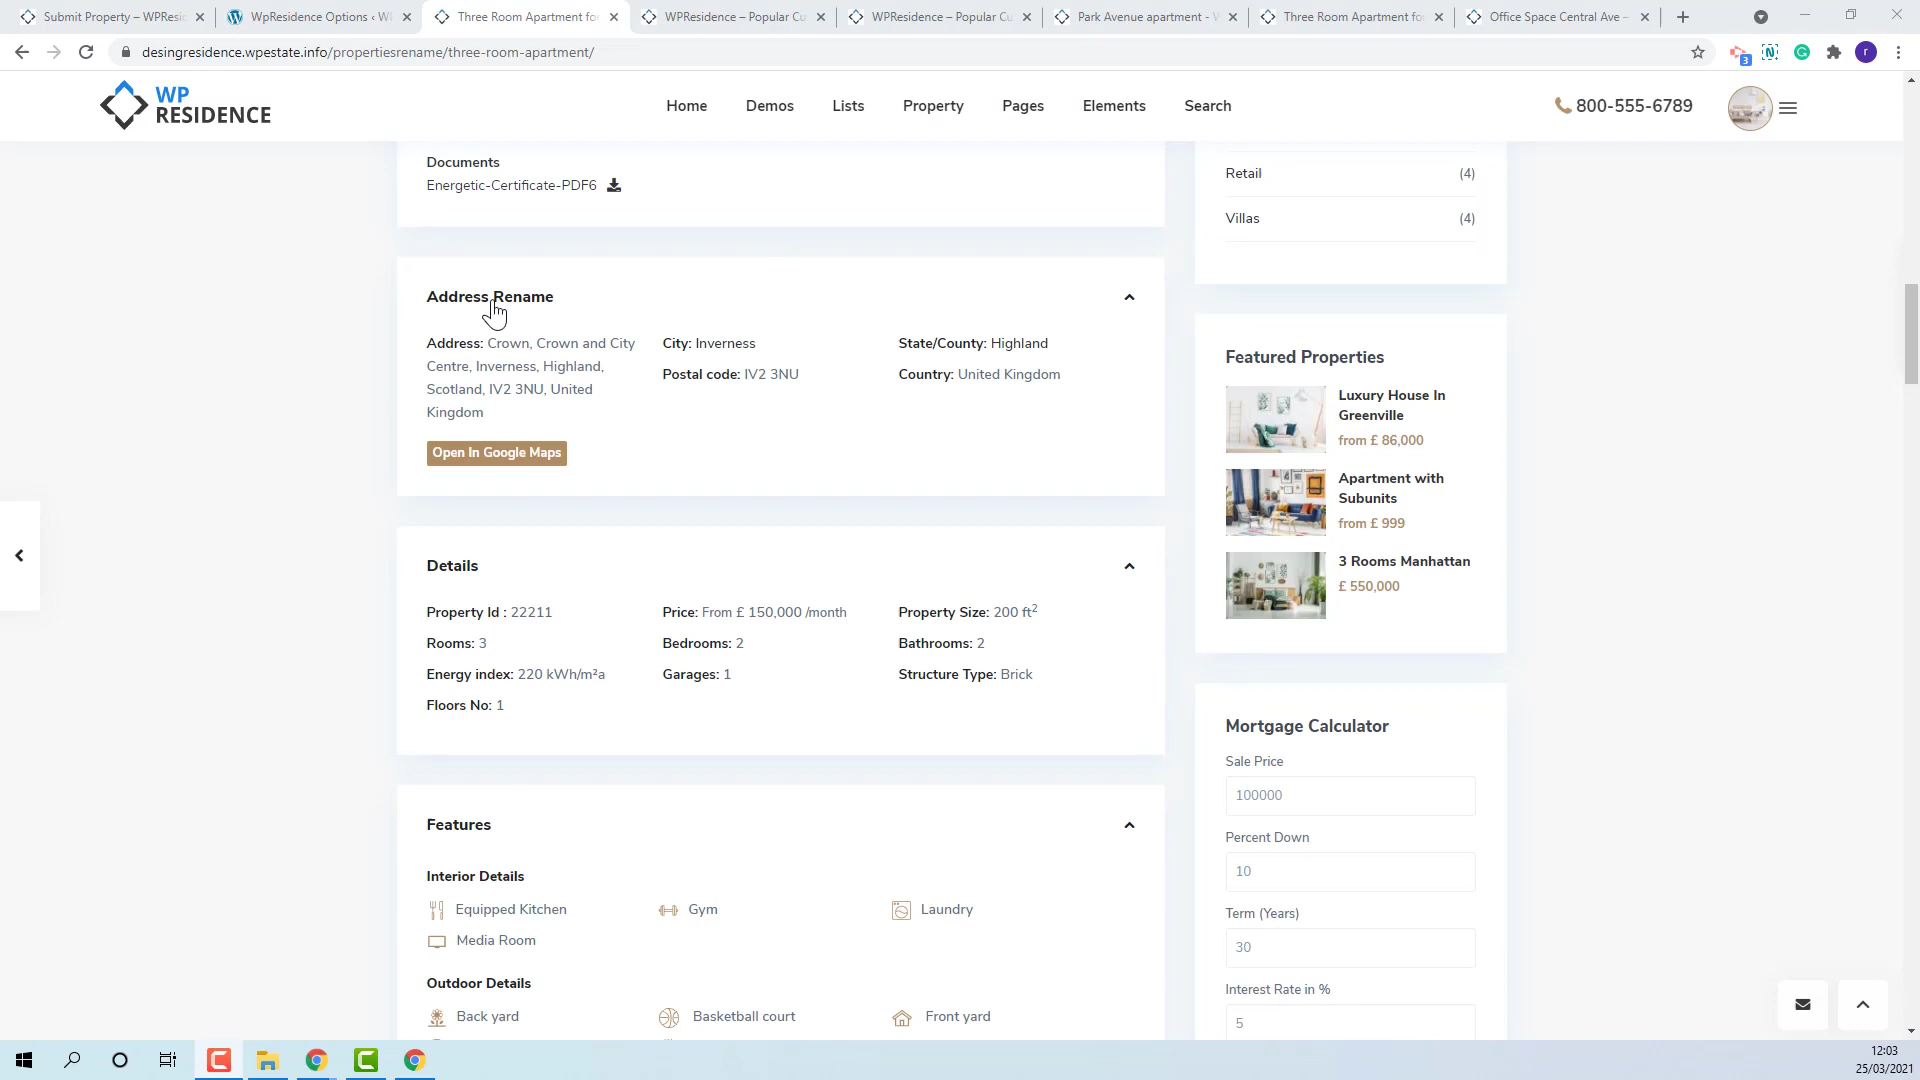 Submit Property – WPResid
WpResidence Options ‹ W
Three Room Apartment for
WPResidence – Popular Cu
WPResidence – Popular Cu
Park Avenue apartment - W
Three Room Apartment for
Office Space Central Ave –
desingresidence.wpestate.info/propertiesrename/three-room-apartment/
3
r
WP
RESIDENCE
Home
Demos
Lists
Property
Pages
Elements
Search
800-555-6789
Documents
Energetic-Certificate-PDF6
Address Rename
Address: Crown, Crown and City
Centre, Inverness, Highland,
Scotland, IV2 3NU, United
Kingdom
City: Inverness
State/County: Highland
Postal code: IV2 3NU
Country: United Kingdom
Open In Google Maps
Details
Property Id : 22211
Price: From £ 150,000 /month
Property Size: 200 ft2
Rooms: 3
Bedrooms: 2
Bathrooms: 2
Energy index: 220 kWh/m²a
Garages: 1
Structure Type: Brick
Floors No: 1
Features
Interior Details
Equipped Kitchen
Gym
Laundry
Media Room
Outdoor Details
Back yard
Basketball court
Front yard
Retail
(4)
Villas
(4)
Featured Properties
Luxury House In
Greenville
from £ 86,000
Apartment with
Subunits
from £ 999
3 Rooms Manhattan
£ 550,000
Mortgage Calculator
Sale Price
100000
Percent Down
10
Term (Years)
30
Interest Rate in %
5
12:03
25/03/2021